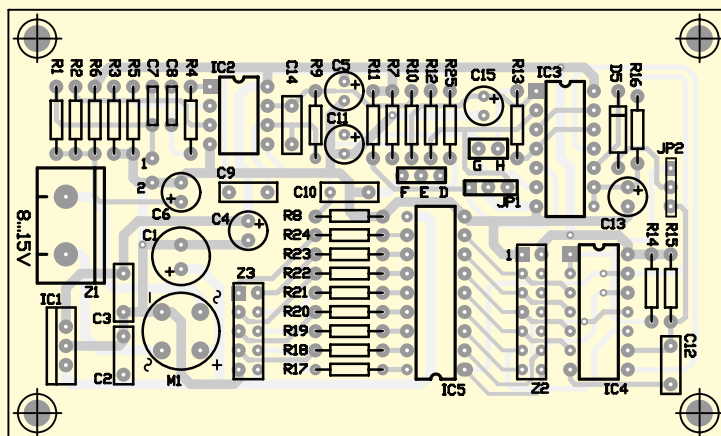 R1 R2 R6 R3 R5 C7 C8 R4 IC2 C14 R9 C5 R11 R7 R10 R12 R25 C15 R13 IC3 D5 R16
C11
1
G H
JP2
2
C9
C10
F E D
JP1
C6
C4
R8
C13
8...15V
C1
R24
R23
1
R14 R15
Z1
Z3
R22
IC1
R21
C3
R20
R19
R18
C12
C2
M1
R17
IC5
Z2
IC4
~
~
−
+
+
+
+
+
+
+
+